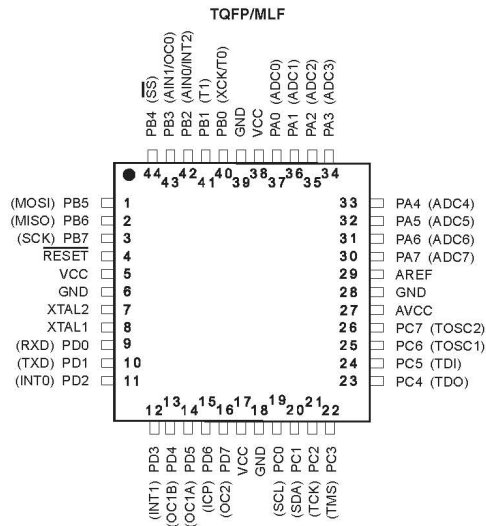 TQFP/MLF
PB4 (SS)
PB3 (AIN1/OC0)
PB2 (AIN0/INT2)
PB1 (T1)
PB0 (XCK/T0)
GND
VCC
PA0 (ADC0)
PA1 (ADC1)
PA2 (ADC2)
PA3 (ADC3)
44 43 42 41 40 39 38 37 36 35 34
(MOSI) PB5 1
(MISO) PB6 2
(SCK) PB7 3
RESET 4
VCC 5
GND 6
XTAL2 7
XTAL1 8
(RXD) PD0 9
(TXD) PD1 10
(INT0) PD2 11
33 PA4 (ADC4)
32 PA5 (ADC5)
31 PA6 (ADC6)
30 PA7 (ADC7)
29 AREF
28 GND
27 AVCC
26 PC7 (TOSC2)
25 PC6 (TOSC1)
24 PC5 (TDI)
23 PC4 (TDO)
12 13 14 15 16 17 18 19 20 21 22
(INT1) PD3
(OC1B) PD4
(OC1A) PD5
(ICP) PD6
(OC2) PD7
VCC
GND
(SCL) PC0
(SDA) PC1
(TCK) PC2
(TMS) PC3